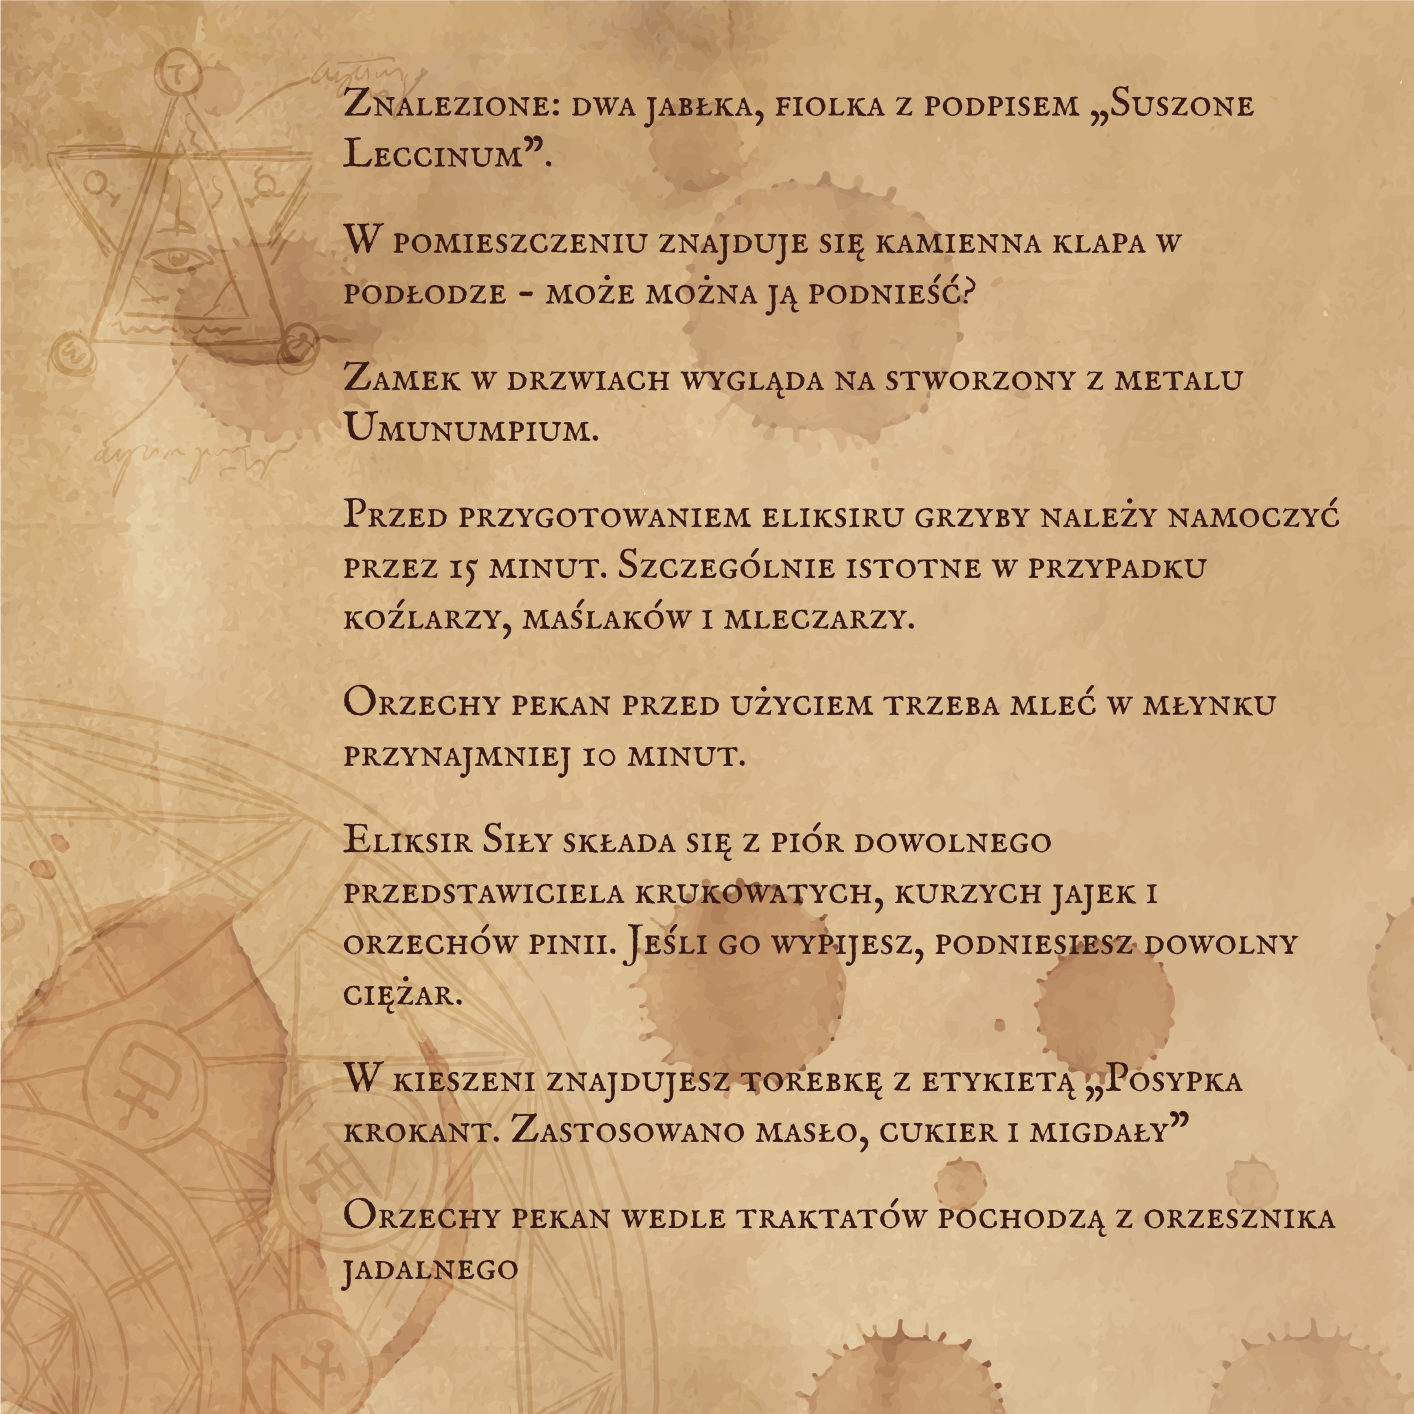 Znalezione: dwa jabłka, fiolka z podpisem „Suszone
Leccinum”.
W pomieszczeniu znajduje się kamienna klapa w
podłodze – może można ją podnieść?
Zamek w drzwiach wygląda na stworzony z metalu
Umunumpium.
Przed przygotowaniem eliksiru grzyby należy namoczyć
przez 15 minut. Szczególnie istotne w przypadku
koźlarzy, maślaków i mleczarzy.
Orzechy pekan przed użyciem trzeba mleć w młynku
przynajmniej 10 minut.
Eliksir Siły składa się z piór dowolnego
przedstawiciela krukowatych, kurzych jajek i
orzechów pinii. Jeśli go wypijesz, podniesiesz dowolny
ciężar.
W kieszeni znajdujesz torebkę z etykietą „Posypka
krokant. Zastosowano masło, cukier i migdały”
Orzechy pekan wedle traktatów pochodzą z orzesznika
jadalnego